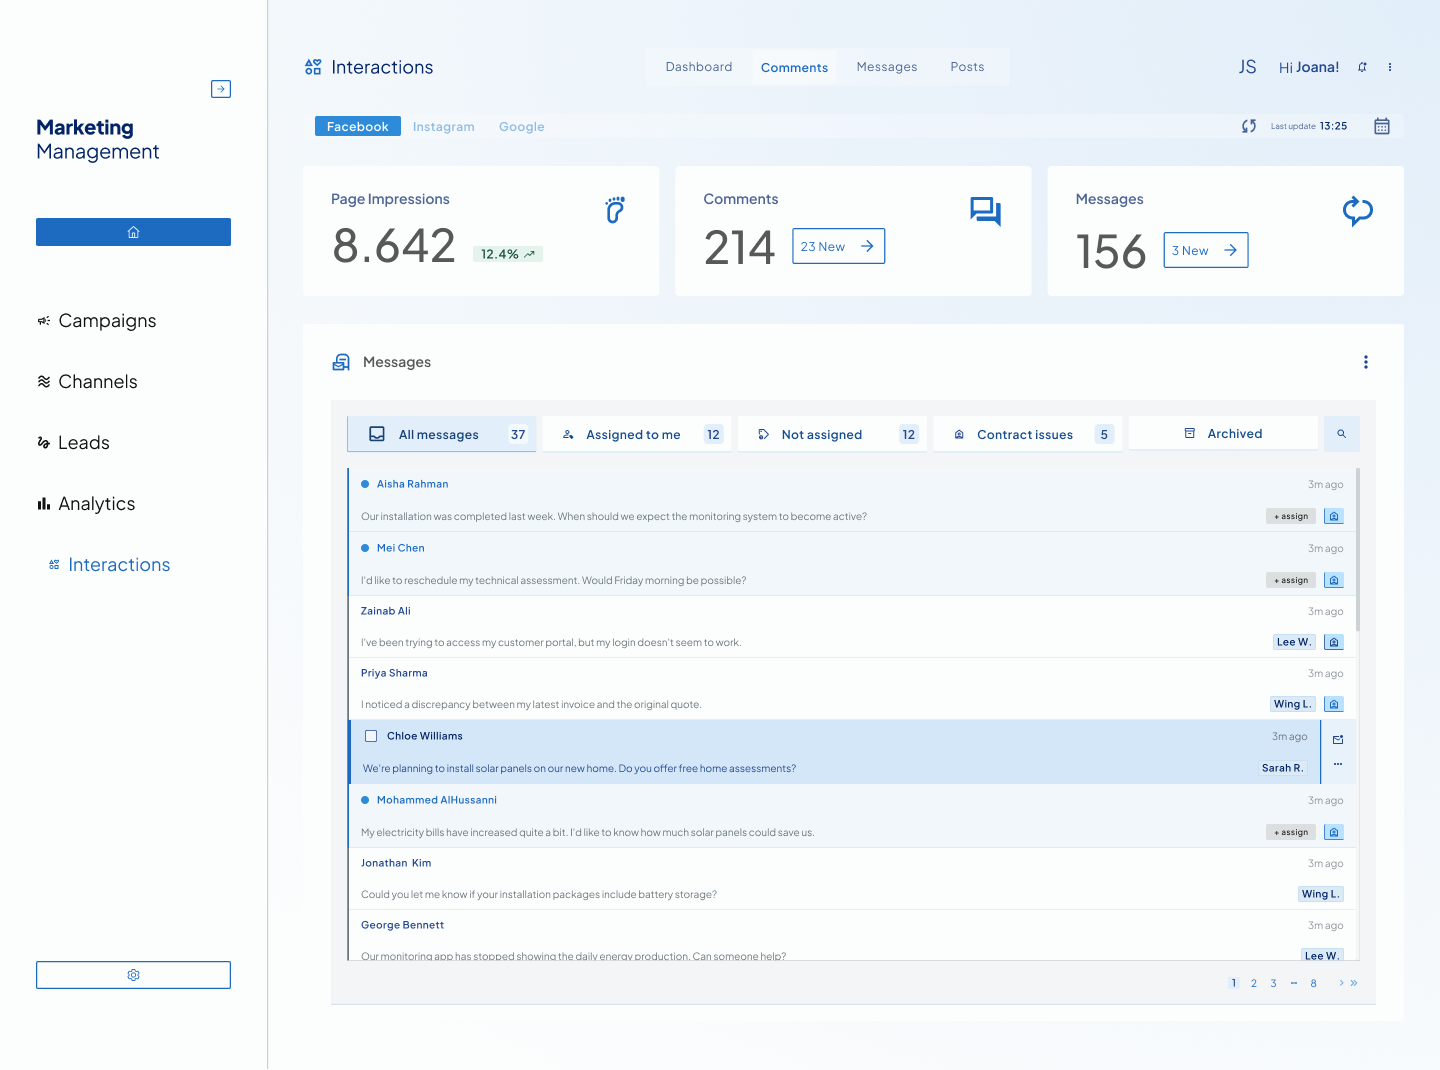 Marketing
Management
Campaigns
Channels
Leads
Analytics
Interactions
Interactions
Dashboard Comments Messages Posts
JS Hi Joana!
Facebook Instagram Google
Last update 13:25
Page Impressions
8.642 12.4%
Comments
214 23 New
Messages
156 3 New
Messages
All messages 37 Assigned to me 12 Not assigned 12 Contract issues 5 Archived
Aisha Rahman 3m ago
Our installation was completed last week. When should we expect the monitoring system to become active? + assign
Mei Chen 3m ago
I'd like to reschedule my technical assessment. Would Friday morning be possible? + assign
Zainab Ali 3m ago
I've been trying to access my customer portal, but my login doesn't seem to work. Lee W.
Priya Sharma 3m ago
I noticed a discrepancy between my latest invoice and the original quote. Wing L.
Chloe Williams 3m ago
We're planning to install solar panels on our new home. Do you offer free home assessments? Sarah R.
Mohammed AlHussanni 3m ago
My electricity bills have increased quite a bit. I'd like to know how much solar panels could save us. + assign
Jonathan Kim 3m ago
Could you let me know if your installation packages include battery storage? Wing L.
George Bennett 3m ago
Our monitoring app has stopped showing the daily energy production. Can someone help? Lee W.
1 2 3 ... 8 > »